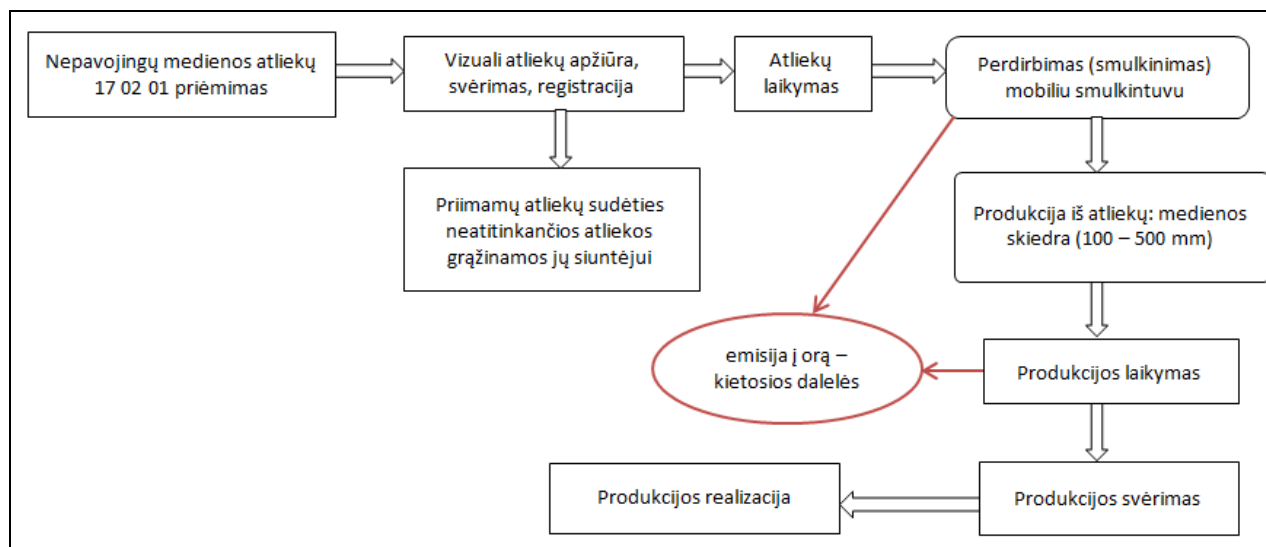 Nepavojingų medienos atliekų
17 02 01 priėmimas
Vizuali atliekų apžiūra,
svėrimas, registracija
Atliekų
laikymas
Perdirbimas (smulkinimas)
mobiliu smulkintuvu
Priimamų atliekų sudėties
neatitinkančios atliekos
grąžinamos jų siuntėjui
Produkcija iš atliekų: medienos
skiedra (100 – 500 mm)
emisija į orą –
kietosios dalelės
Produkcijos laikymas
Produkcijos realizacija
Produkcijos svėrimas